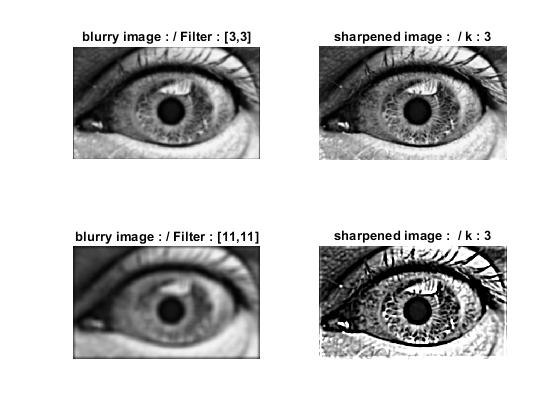 blurry image : / Filter : [3,3]
sharpened image :  / k : 3
blurry image : / Filter : [11,11]
sharpened image :  / k : 3